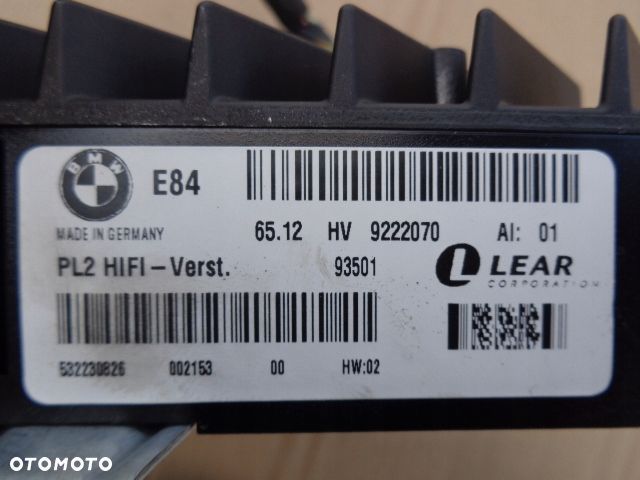 BMW
E84
MADE IN GERMANY
65.12 HV 9222070 AI: 01
PL2 HIFI – Verst. 93501
LEAR
CORPORATION
532230826 002153 00 HW:02
OTOMOTO